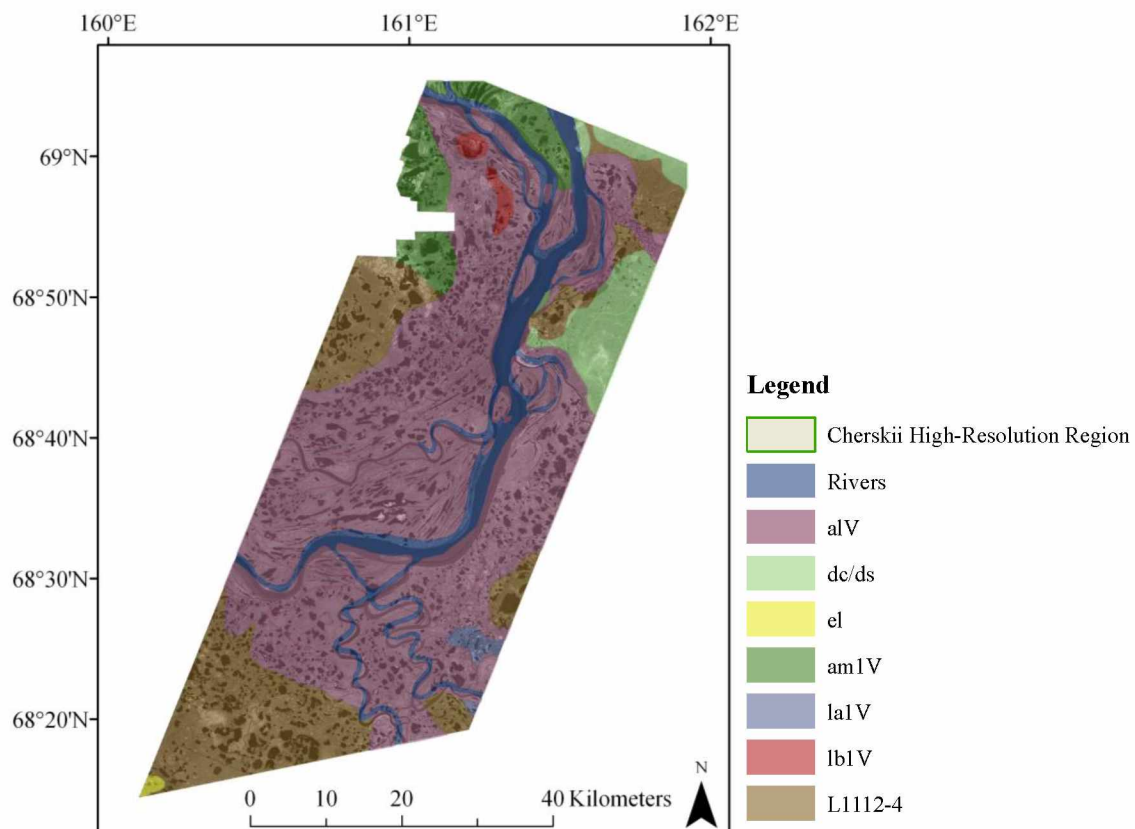 160°E 161°E 162°E
69°N
68°50'N
68°40'N
68°30'N
68°20'N
Legend
Cherskii High-Resolution Region
Rivers
alV
dc/ds
el
am1V
la1V
lb1V
L1112-4
N
0 10 20 40 Kilometers